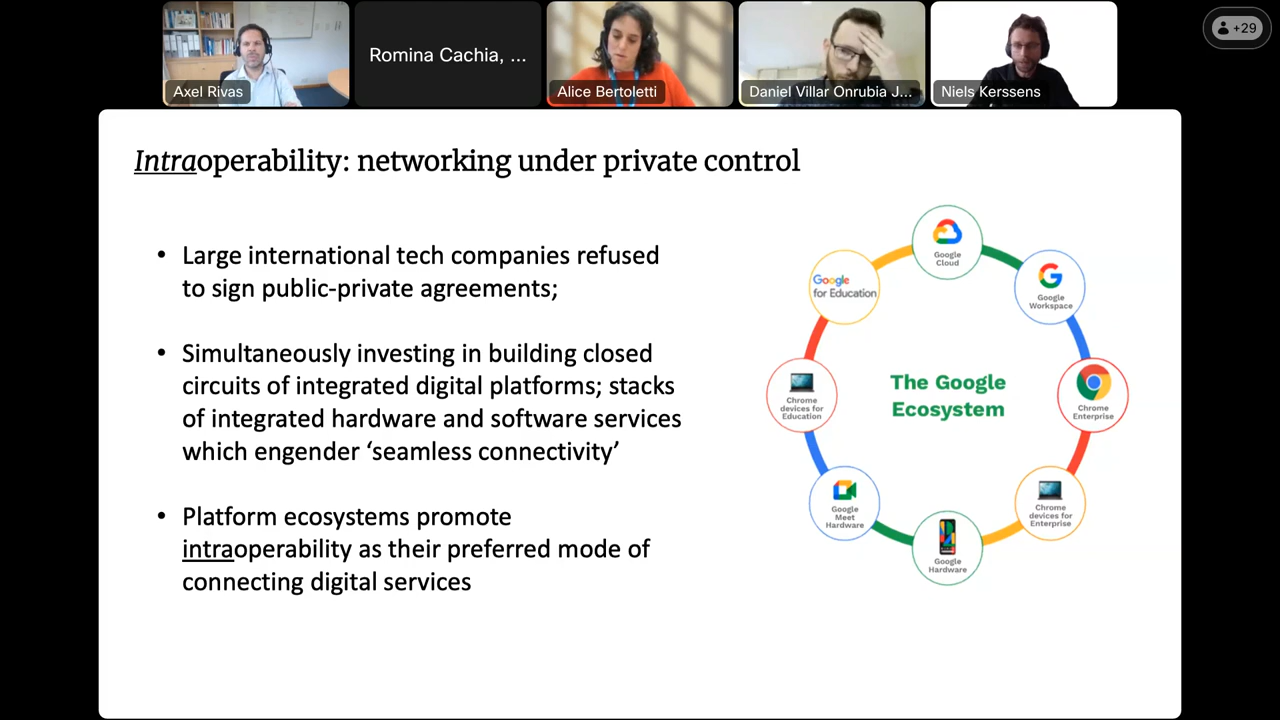 Axel Rivas
Romina Cachia, ...
Alice Bertoletti
Daniel Villar Onrubia J...
Niels Kerssens
+29
Intraoperability: networking under private control
• Large international tech companies refused
to sign public-private agreements;
• Simultaneously investing in building closed
circuits of integrated digital platforms; stacks
of integrated hardware and software services
which engender ‘seamless connectivity’
• Platform ecosystems promote
intraoperability as their preferred mode of
connecting digital services
The Google
Ecosystem
Google
Cloud
Google
Workspace
Chrome
Enterprise
Chrome
devices for
Enterprise
Google
Hardware
Google
Meet
Hardware
Chrome
devices for
Education
Google
for Education